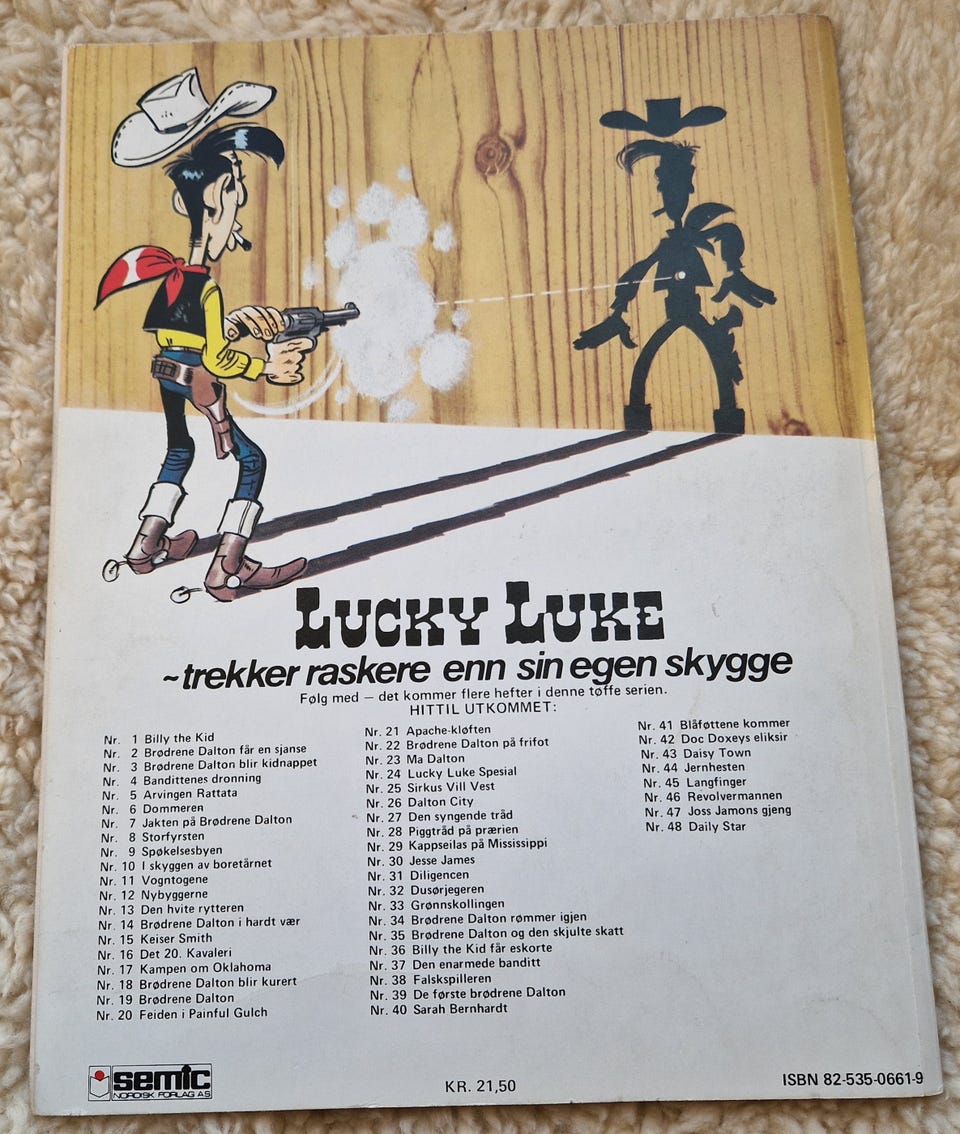 LUCKY LUKE
~trekker raskere enn sin egen skygge
Følg med — det kommer flere hefter i denne tøffe serien.
HITTIL UTKOMMET:
Nr. 1 Billy the Kid
Nr. 2 Brødrene Dalton får en sjanse
Nr. 3 Brødrene Dalton blir kidnappet
Nr. 4 Bandittenes dronning
Nr. 5 Arvingen Rattata
Nr. 6 Dommeren
Nr. 7 Jakten på Brødrene Dalton
Nr. 8 Storfyrsten
Nr. 9 Spøkelsesbyen
Nr. 10 I skyggen av boretårnet
Nr. 11 Vogntogene
Nr. 12 Nybyggerne
Nr. 13 Den hvite rytteren
Nr. 14 Brødrene Dalton i hardt vær
Nr. 15 Keiser Smith
Nr. 16 Det 20. Kavaleri
Nr. 17 Kampen om Oklahoma
Nr. 18 Brødrene Dalton blir kurert
Nr. 19 Brødrene Dalton
Nr. 20 Feiden i Painful Gulch
Nr. 21 Apache-kløften
Nr. 22 Brødrene Dalton på frifot
Nr. 23 Ma Dalton
Nr. 24 Lucky Luke Spesial
Nr. 25 Sirkus Vill Vest
Nr. 26 Dalton City
Nr. 27 Den syngende tråd
Nr. 28 Piggtråd på prærien
Nr. 29 Kappseilas på Mississippi
Nr. 30 Jesse James
Nr. 31 Diligencen
Nr. 32 Dusørjegeren
Nr. 33 Grønnskollingen
Nr. 34 Brødrene Dalton rømmer igjen
Nr. 35 Brødrene Dalton og den skjulte skatt
Nr. 36 Billy the Kid får eskorte
Nr. 37 Den enarmede banditt
Nr. 38 Falskspilleren
Nr. 39 De første brødrene Dalton
Nr. 40 Sarah Bernhardt
Nr. 41 Blåføttene kommer
Nr. 42 Doc Doxeys eliksir
Nr. 43 Daisy Town
Nr. 44 Jernhesten
Nr. 45 Langfinger
Nr. 46 Revolvermannen
Nr. 47 Joss Jamons gjeng
Nr. 48 Daily Star
semic
NORDISK FORLAG AS
KR. 21,50
ISBN 82-535-0661-9